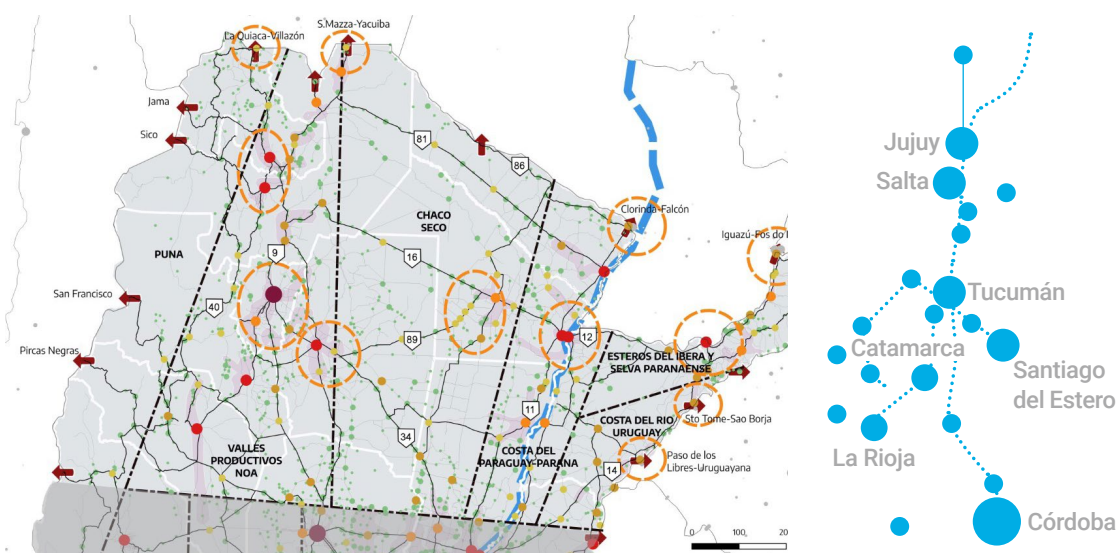 La Quiaca-Villazón
S.Mazza-Yacuiba
Jama
Sico
81
86
CHACO
SECO
Clorinda-Falcón
Iguazú-Fos do I
PUNA
9
16
San Francisco
40
89
12
Pircas Negras
ESTEROS DEL IBERA Y
SELVA PARANAENSE
11
COSTA DEL RIO
URUGUAY
Sto Tome-Sao Borja
34
VALLES
PRODUCTIVOS
NOA
COSTA DEL
PARAGUAY-PARANA
14
Paso de los
Libres-Uruguayana
0
100
20
Jujuy
Salta
Tucumán
Catamarca
Santiago
del Estero
La Rioja
Córdoba